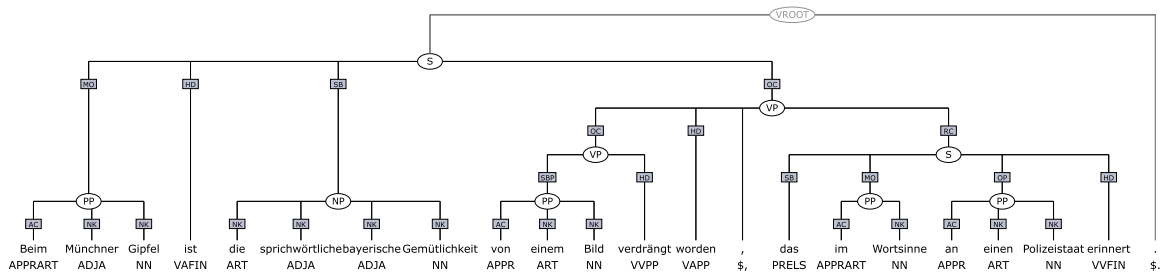 VROOT
S
MO HD SB OC
VP
OC HD RC
VP S
SBP HD SB MO OP HD
PP NP PP PP PP
AC NK NK NK NK NK NK AC NK NK AC NK AC NK NK
Beim Münchner Gipfel ist die sprichwörtliche bayerische Gemütlichkeit von einem Bild verdrängt worden , das im Wortsinne an einen Polizeistaat erinnert .
APPRART ADJA NN VAFIN ART ADJA ADJA NN APPR ART NN VVPP VAPP $, PRELS APPRART NN APPR ART NN VVFIN $.